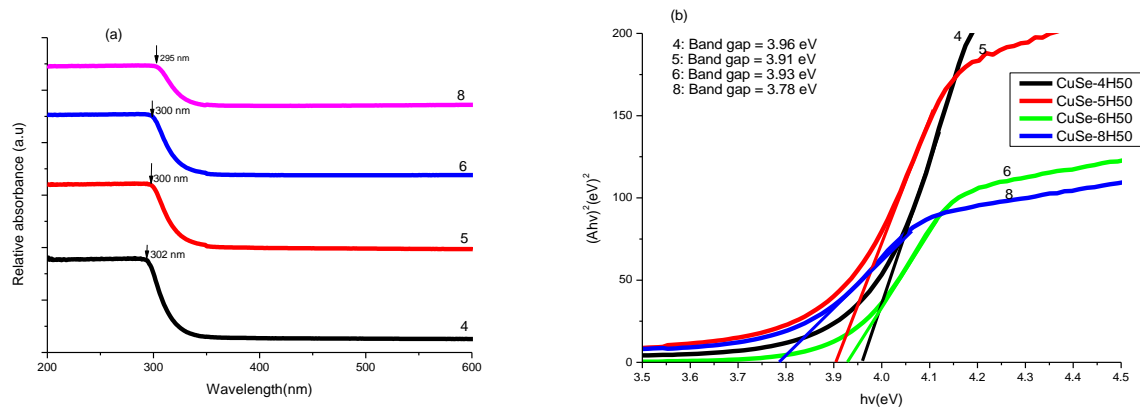 (a)
295 nm
8
300 nm
6
300 nm
5
302 nm
4
Relative absorbance (a.u)
200
300
400
500
600
Wavelength(nm)
(b)
4: Band gap = 3.96 eV
5: Band gap = 3.91 eV
6: Band gap = 3.93 eV
8: Band gap = 3.78 eV
4
5
CuSe-4H50
CuSe-5H50
CuSe-6H50
CuSe-8H50
6
8
(Ahν)²(eV)²
200
150
100
50
0
3.5
3.6
3.7
3.8
3.9
4.0
4.1
4.2
4.3
4.4
4.5
hν(eV)